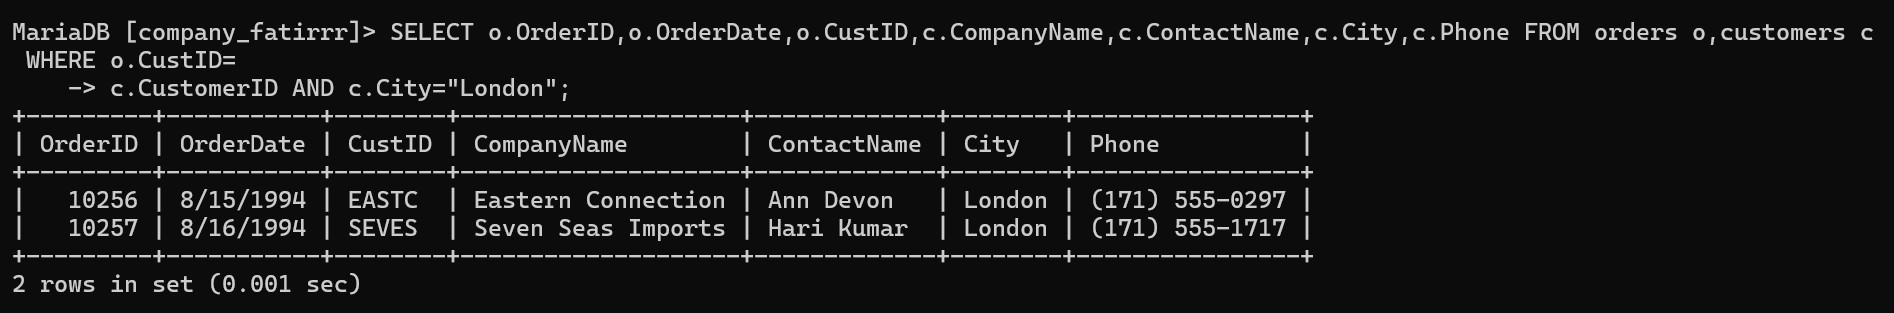 MariaDB [company_fatirrr]> SELECT o.OrderID,o.OrderDate,o.CustID,c.CompanyName,c.ContactName,c.City,c.Phone FROM orders o,customers c
 WHERE o.CustID=
    -> c.CustomerID AND c.City="London";
+---------+-----------+--------+--------------------+-------------+--------+----------------+
| OrderID | OrderDate | CustID | CompanyName        | ContactName | City   | Phone          |
+---------+-----------+--------+--------------------+-------------+--------+----------------+
|   10256 | 8/15/1994 | EASTC  | Eastern Connection | Ann Devon   | London | (171) 555-0297 |
|   10257 | 8/16/1994 | SEVES  | Seven Seas Imports | Hari Kumar  | London | (171) 555-1717 |
+---------+-----------+--------+--------------------+-------------+--------+----------------+
2 rows in set (0.001 sec)